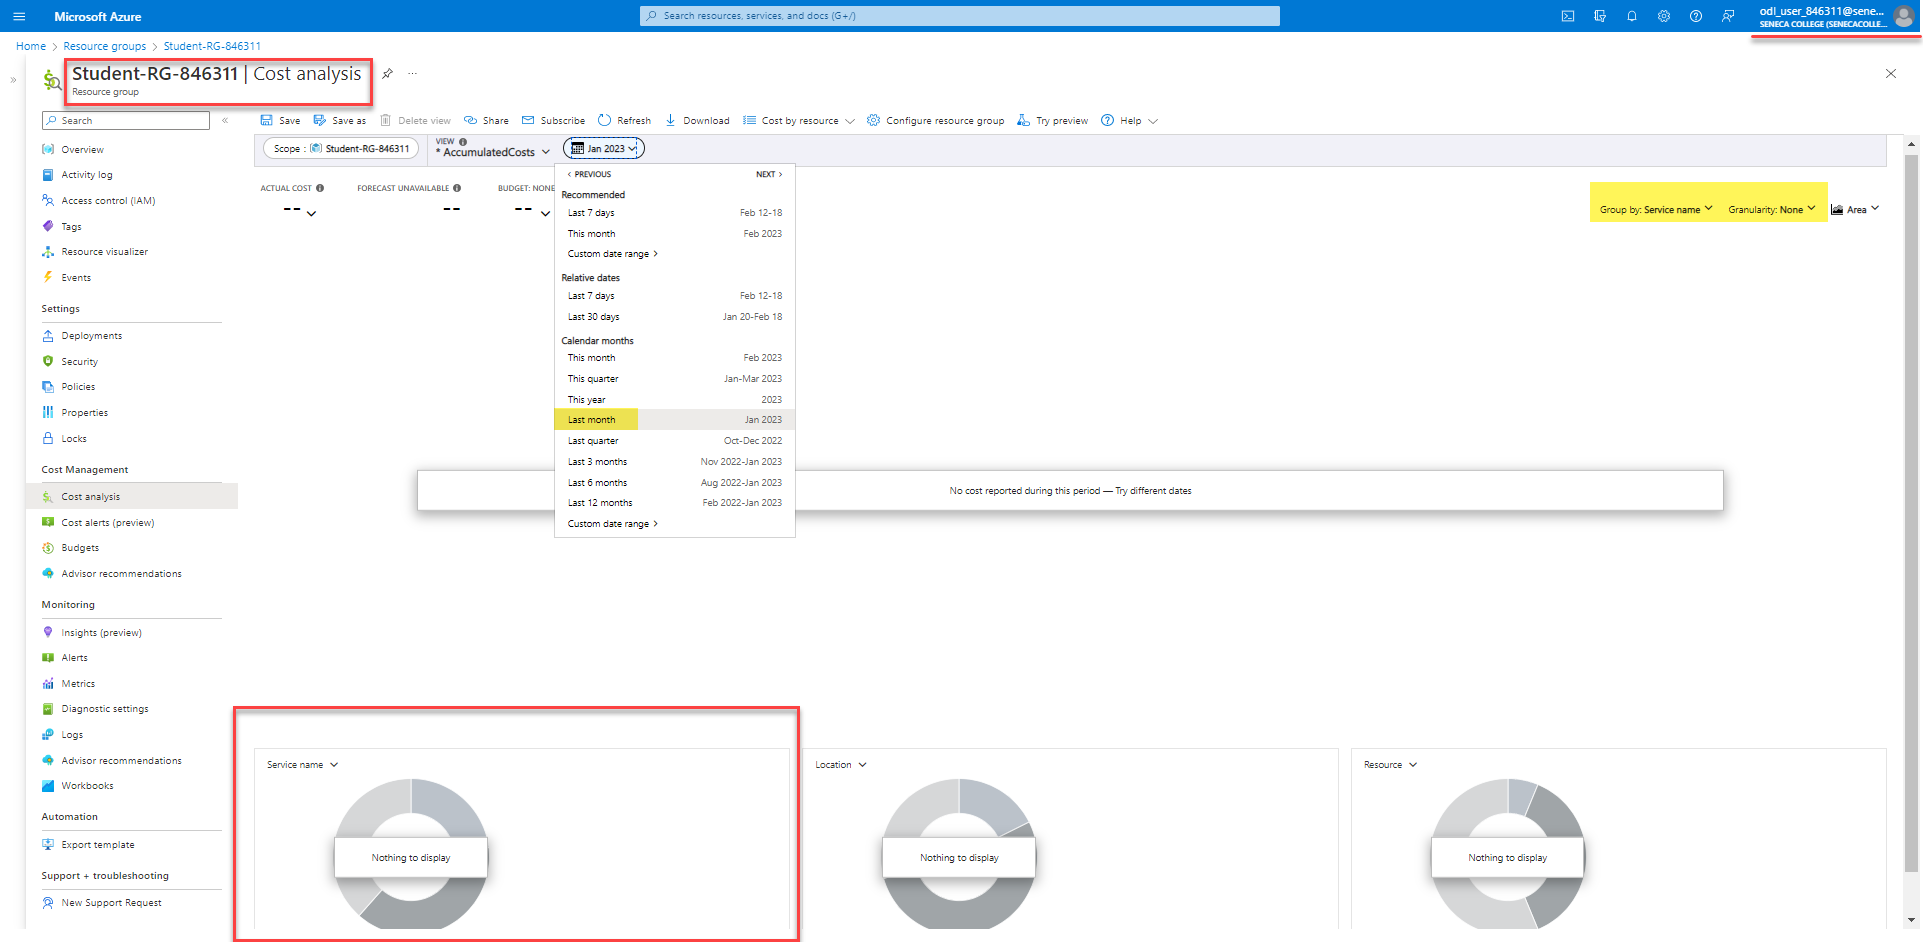 Microsoft Azure
Search resources, services, and docs (G+/)
odl_user_846311@sene...
SENECA COLLEGE (SENECACOLLE...
Home > Resource groups > Student-RG-846311
Student-RG-846311 | Cost analysis
Resource group
Search
Save
Save as
Delete view
Share
Subscribe
Refresh
Download
Cost by resource
Configure resource group
Try preview
Help
Overview
Activity log
Access control (IAM)
Tags
Resource visualizer
Events
Settings
Deployments
Security
Policies
Properties
Locks
Cost Management
Cost analysis
Cost alerts (preview)
Budgets
Advisor recommendations
Monitoring
Insights (preview)
Alerts
Metrics
Diagnostic settings
Logs
Advisor recommendations
Workbooks
Automation
Export template
Support + troubleshooting
New Support Request
Scope : Student-RG-846311
VIEW
* AccumulatedCosts
Jan 2023
ACTUAL COST
--
FORECAST UNAVAILABLE
--
BUDGET: NONE
--
Group by: Service name
Granularity: None
Area
< PREVIOUS NEXT >
Recommended
Last 7 days Feb 12-18
This month Feb 2023
Custom date range >
Relative dates
Last 7 days Feb 12-18
Last 30 days Jan 20-Feb 18
Calendar months
This month Feb 2023
This quarter Jan-Mar 2023
This year 2023
Last month Jan 2023
Last quarter Oct-Dec 2022
Last 3 months Nov 2022-Jan 2023
Last 6 months Aug 2022-Jan 2023
Last 12 months Feb 2022-Jan 2023
Custom date range >
No cost reported during this period — Try different dates
Service name
Nothing to display
Location
Nothing to display
Resource
Nothing to display